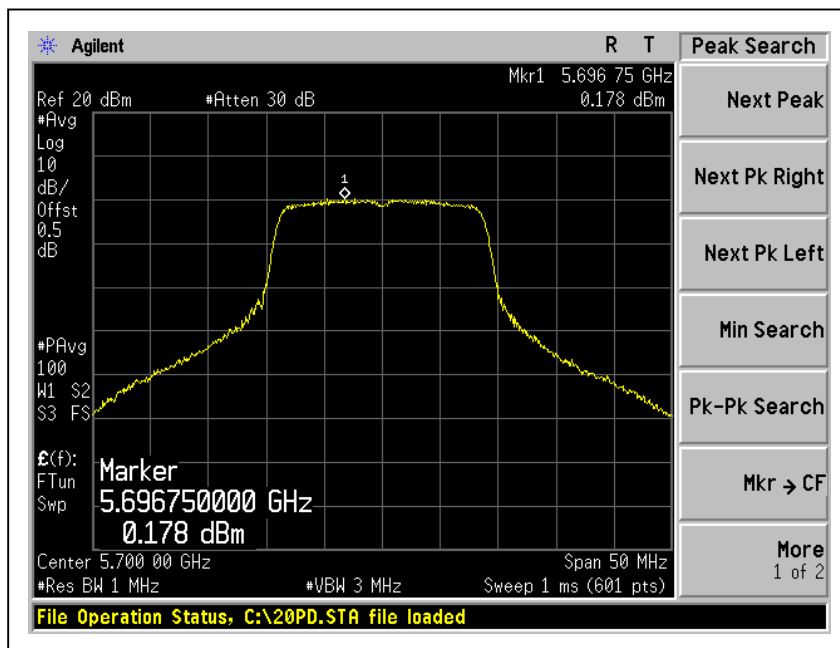 Agilent R T Peak Search
Mkr1 5.696 75 GHz
Ref 20 dBm #Atten 30 dB 0.178 dBm
#Avg
Log
10
dB/
Offst
0.5
dB
1
#PAvg
100
W1 S2
S3 FS
£(f):
FTun
Swp
Marker
5.696750000 GHz
0.178 dBm
Center 5.700 00 GHz Span 50 MHz
#Res BW 1 MHz #VBW 3 MHz Sweep 1 ms (601 pts)
File Operation Status, C:\20PD.STA file loaded
Next Peak
Next Pk Right
Next Pk Left
Min Search
Pk-Pk Search
Mkr → CF
More
1 of 2